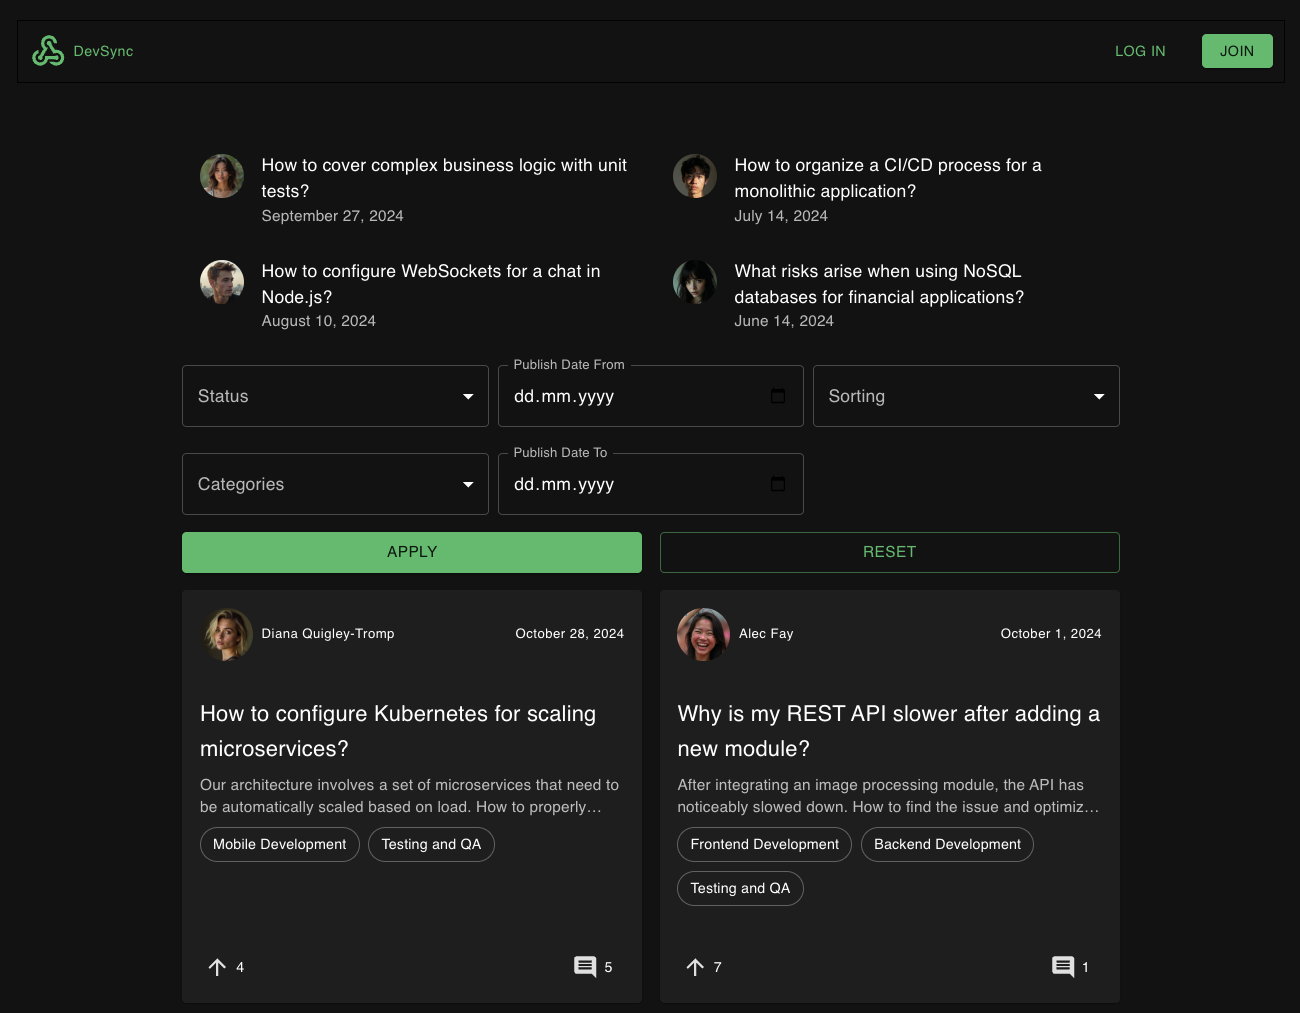 DevSync
LOG IN
JOIN
How to cover complex business logic with unit
tests?
September 27, 2024
How to organize a CI/CD process for a
monolithic application?
July 14, 2024
How to configure WebSockets for a chat in
Node.js?
August 10, 2024
What risks arise when using NoSQL
databases for financial applications?
June 14, 2024
Status
Publish Date From
dd.mm.yyyy
Sorting
Categories
Publish Date To
dd.mm.yyyy
APPLY
RESET
Diana Quigley-Tromp
October 28, 2024
How to configure Kubernetes for scaling
microservices?
Our architecture involves a set of microservices that need to
be automatically scaled based on load. How to properly…
Mobile Development
Testing and QA
4
5
Alec Fay
October 1, 2024
Why is my REST API slower after adding a
new module?
After integrating an image processing module, the API has
noticeably slowed down. How to find the issue and optimiz…
Frontend Development
Backend Development
Testing and QA
7
1